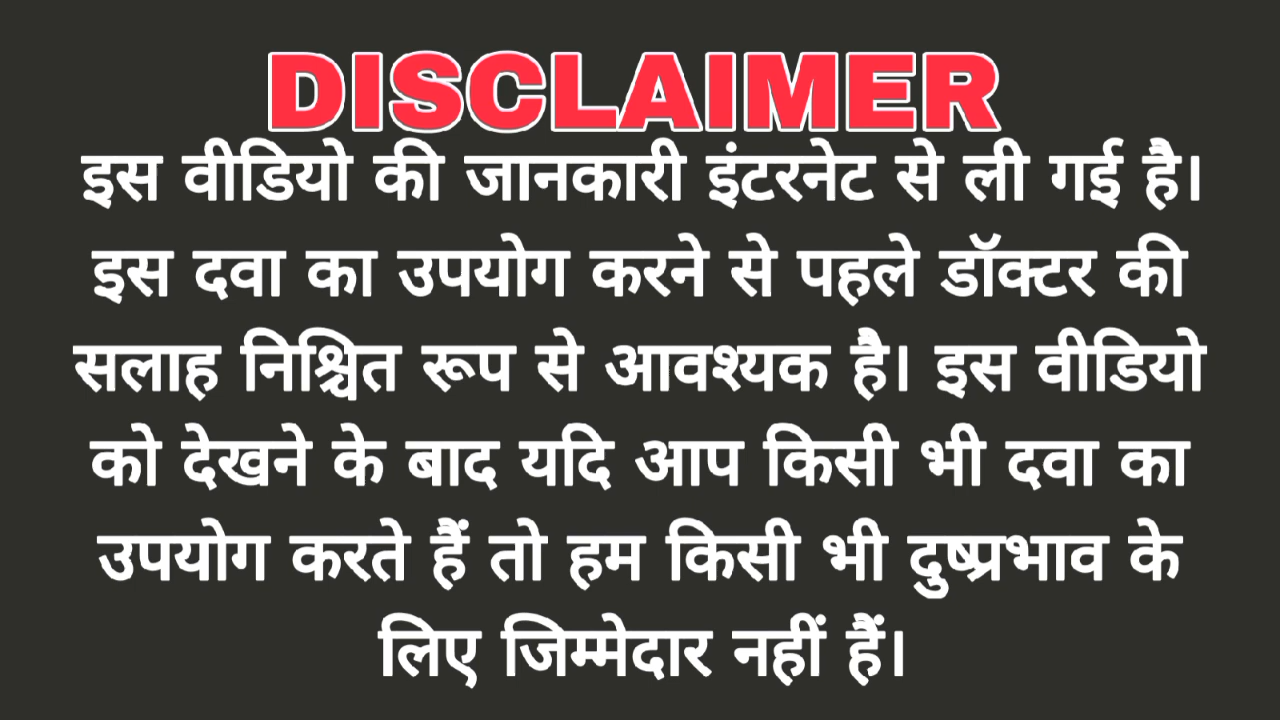 DISCLAIMER
इस वीडियो की जानकारी इंटरनेट से ली गई है।
इस दवा का उपयोग करने से पहले डॉक्टर की
सलाह निश्चित रूप से आवश्यक है। इस वीडियो
को देखने के बाद यदि आप किसी भी दवा का
उपयोग करते हैं तो हम किसी भी दुष्प्रभाव के
लिए जिम्मेदार नहीं हैं।